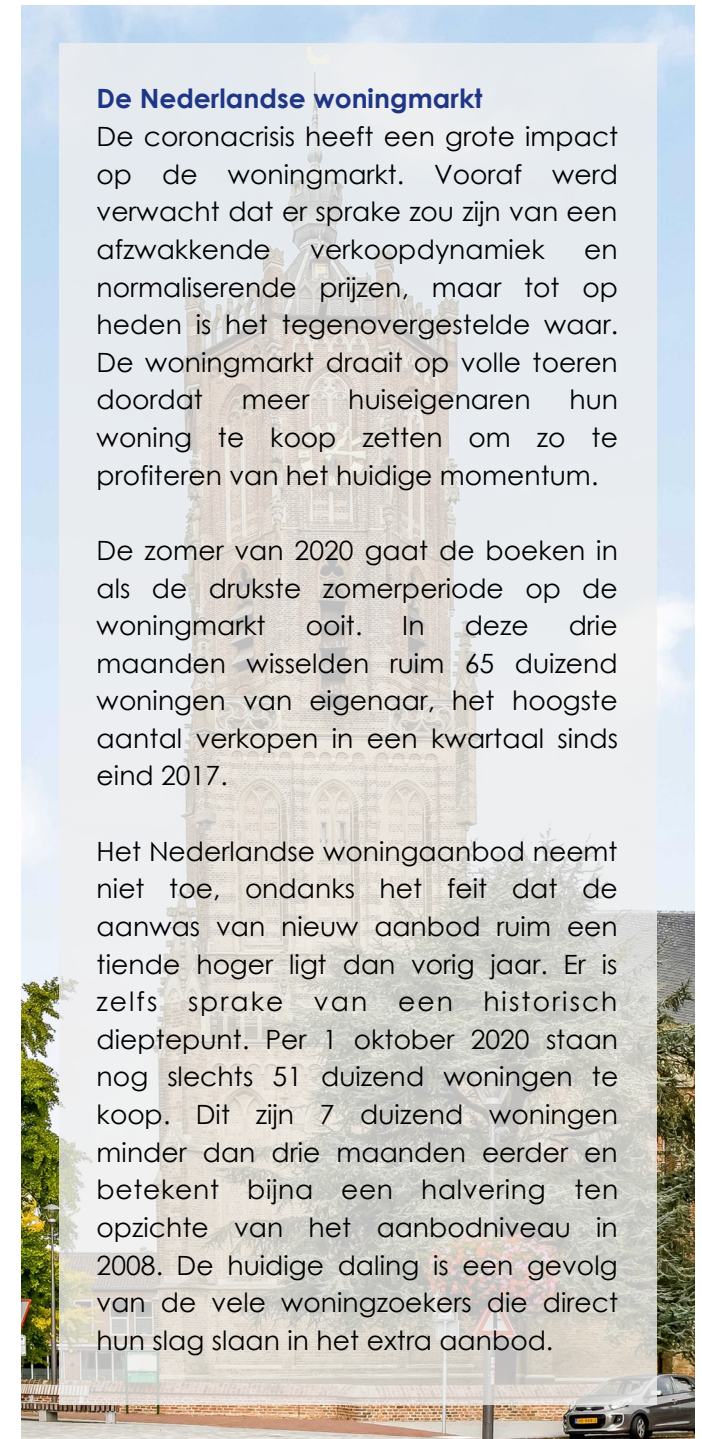 De Nederlandse woningmarkt
De coronacrisis heeft een grote impact
op de woningmarkt. Vooraf werd
verwacht dat er sprake zou zijn van een
afzwakkende verkoopdynamiek en
normaliserende prijzen, maar tot op
heden is het tegenovergestelde waar.
De woningmarkt draait op volle toeren
doordat meer huiseigenaren hun
woning te koop zetten om zo te
profiteren van het huidige momentum.

De zomer van 2020 gaat de boeken in
als de drukste zomerperiode op de
woningmarkt ooit. In deze drie
maanden wisselden ruim 65 duizend
woningen van eigenaar, het hoogste
aantal verkopen in een kwartaal sinds
eind 2017.

Het Nederlandse woningaanbod neemt
niet toe, ondanks het feit dat de
aanwas van nieuw aanbod ruim een
tiende hoger ligt dan vorig jaar. Er is
zelfs sprake van een historisch
dieptepunt. Per 1 oktober 2020 staan
nog slechts 51 duizend woningen te
koop. Dit zijn 7 duizend woningen
minder dan drie maanden eerder en
betekent bijna een halvering ten
opzichte van het aanbodniveau in
2008. De huidige daling is een gevolg
van de vele woningzoekers die direct
hun slag slaan in het extra aanbod.